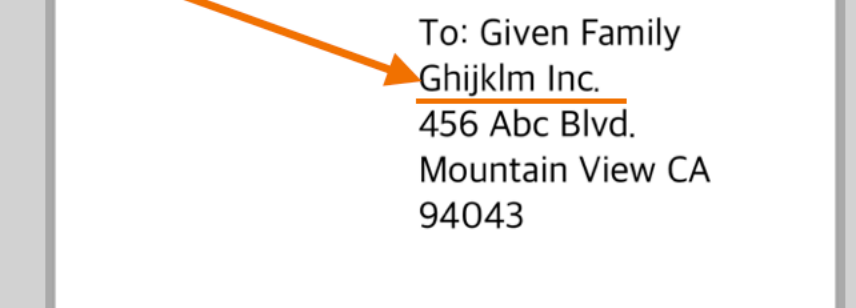 To: Given Family
Ghijklm Inc.
456 Abc Blvd.
Mountain View CA
94043